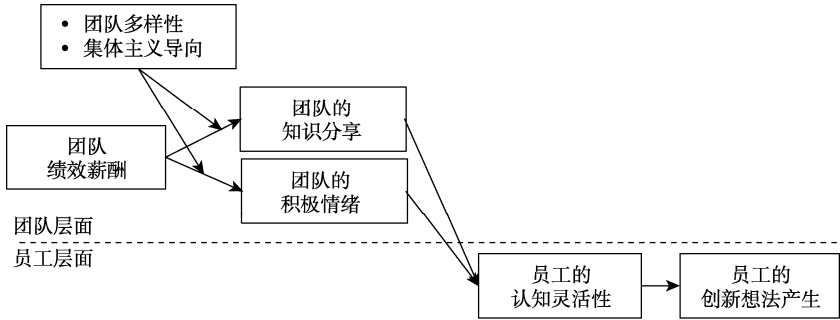 • 团队多样性
• 集体主义导向
团队的
知识分享
团队
绩效薪酬
团队的
积极情绪
团队层面
员工层面
员工的
认知灵活性
员工的
创新想法产生